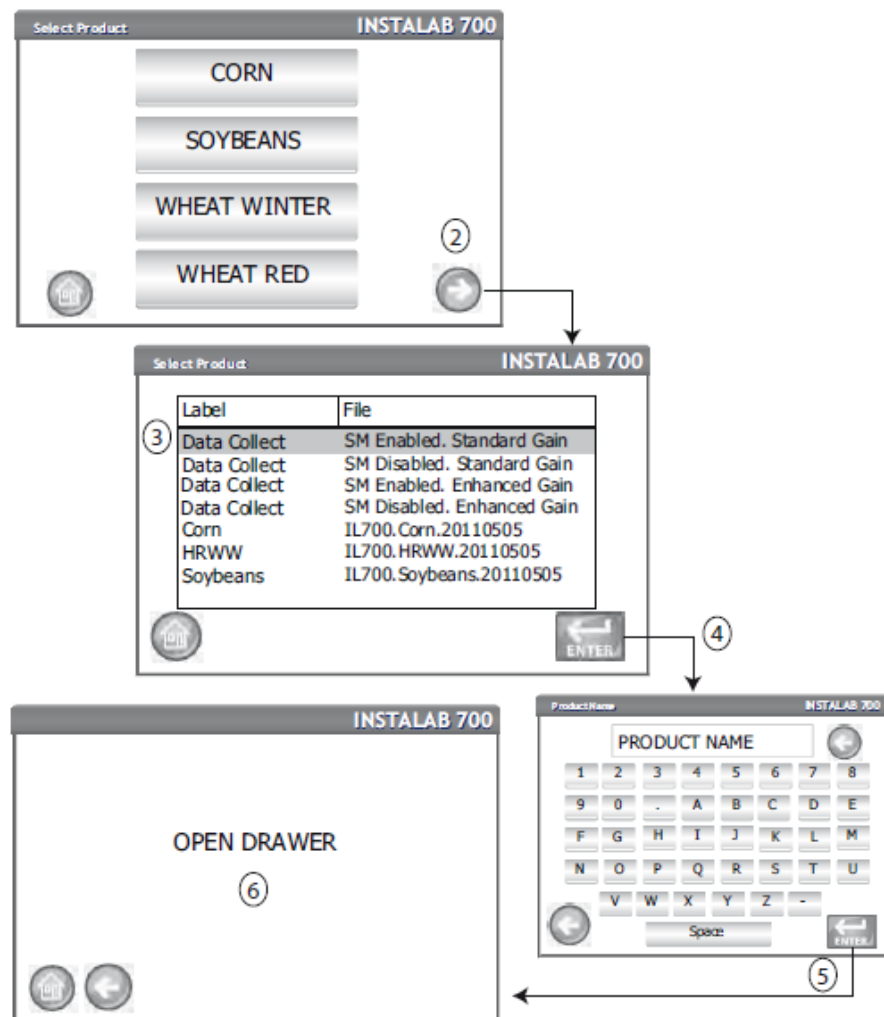 Select Product INSTALAB 700
CORN
SOYBEANS
WHEAT WINTER
2
WHEAT RED
Select Product INSTALAB 700
Label File
3
Data Collect SM Enabled. Standard Gain
Data Collect SM Disabled. Standard Gain
Data Collect SM Enabled. Enhanced Gain
Data Collect SM Disabled. Enhanced Gain
Corn IL700.Corn.20110505
HRWW IL700.HRWW.20110505
Soybeans IL700.Soybeans.20110505
ENTER
4
Product Name INSTALAB 700
PRODUCT NAME
1 2 3 4 5 6 7 8
9 0 . A B C D E
F G H I J K L M
N O P Q R S T U
V W X Y Z -
Space
ENTER
5
INSTALAB 700
OPEN DRAWER
6